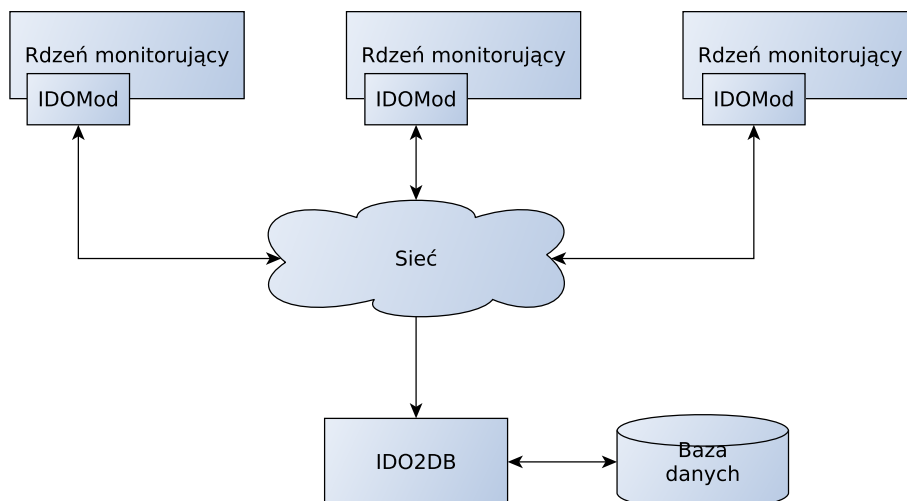 Rdzeń monitorujący
IDOMod
Rdzeń monitorujący
IDOMod
Rdzeń monitorujący
IDOMod
Sieć
IDO2DB
Baza
danych